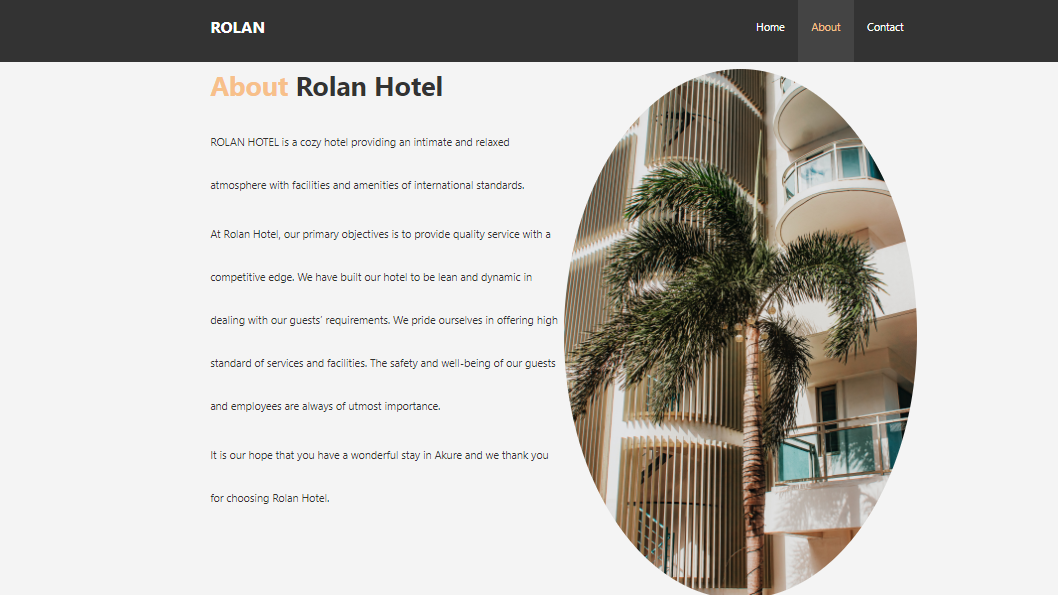 ROLAN
Home
About
Contact
About Rolan Hotel
ROLAN HOTEL is a cozy hotel providing an intimate and relaxed
atmosphere with facilities and amenities of international standards.
At Rolan Hotel, our primary objectives is to provide quality service with a
competitive edge. We have built our hotel to be lean and dynamic in
dealing with our guests' requirements. We pride ourselves in offering high
standard of services and facilities. The safety and well-being of our guests
and employees are always of utmost importance.
It is our hope that you have a wonderful stay in Akure and we thank you
for choosing Rolan Hotel.